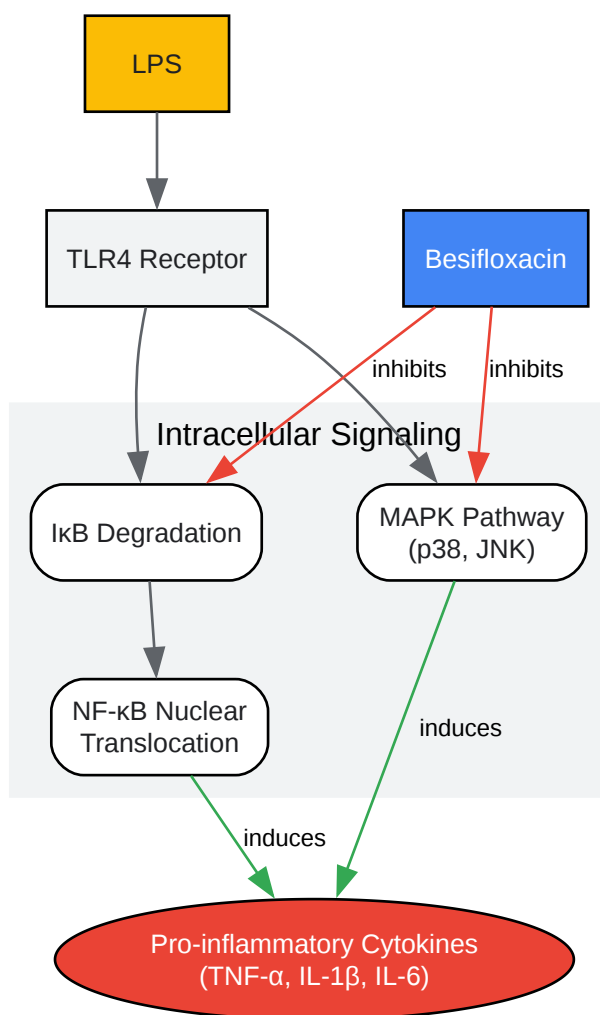 LPS
TLR4 Receptor
Besifloxacin
inhibits
inhibits
Intracellular Signaling
IκB Degradation
MAPK Pathway
(p38, JNK)
NF-κB Nuclear
Translocation
induces
induces
Pro-inflammatory Cytokines
(TNF-α, IL-1β, IL-6)